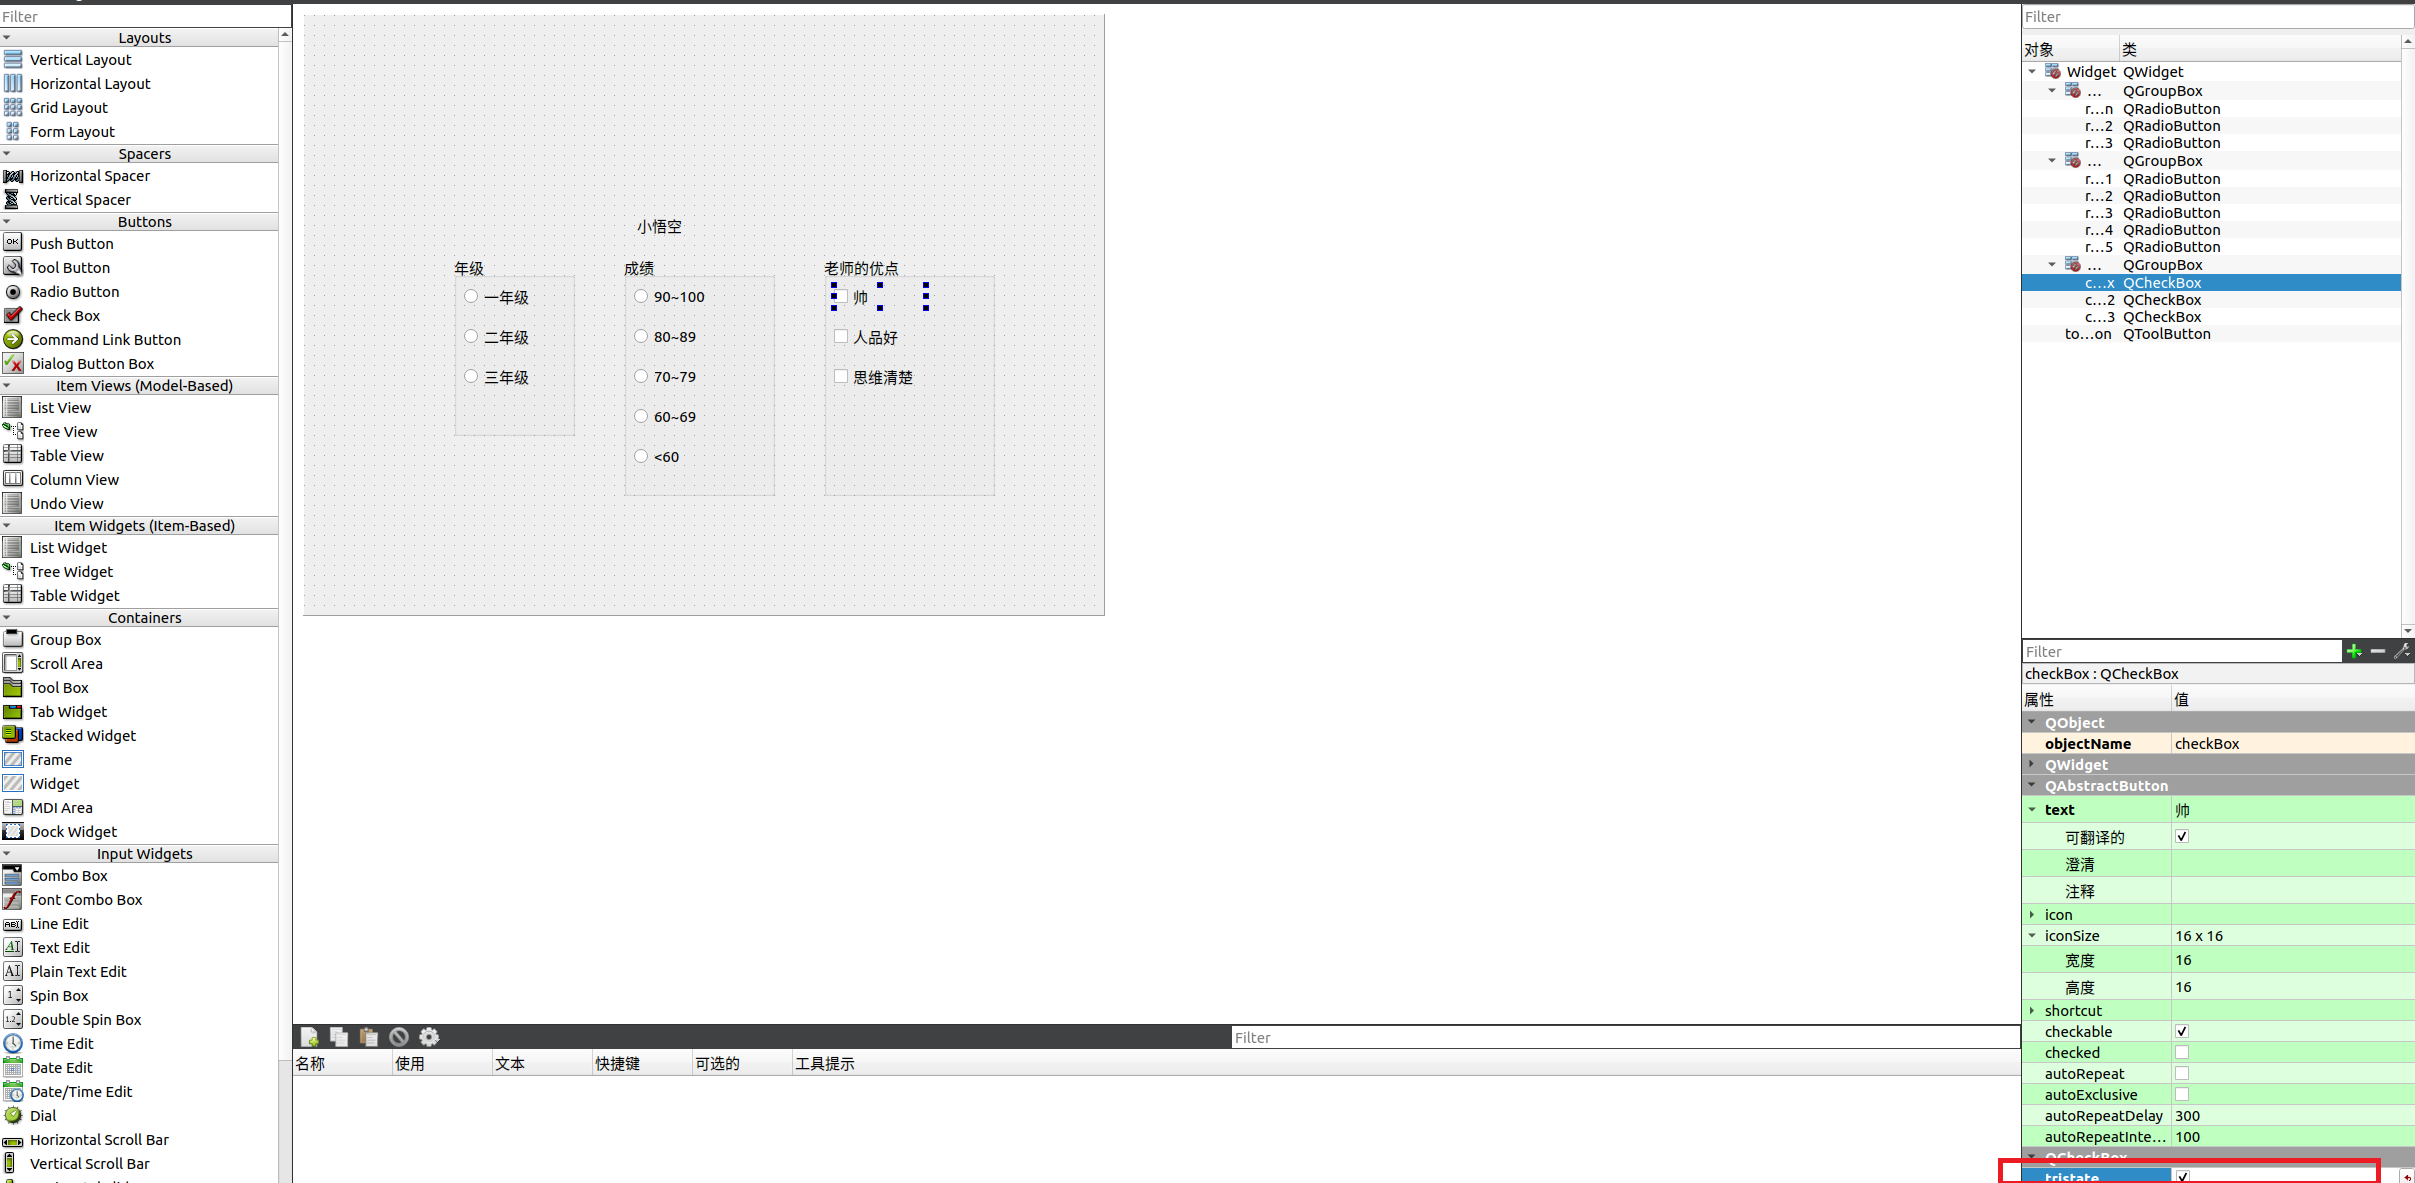 Filter
Layouts
Vertical Layout
Horizontal Layout
Grid Layout
Form Layout
Spacers
Horizontal Spacer
Vertical Spacer
Buttons
Push Button
Tool Button
Radio Button
Check Box
Command Link Button
Dialog Button Box
Item Views (Model-Based)
List View
Tree View
Table View
Column View
Undo View
Item Widgets (Item-Based)
List Widget
Tree Widget
Table Widget
Containers
Group Box
Scroll Area
Tool Box
Tab Widget
Stacked Widget
Frame
Widget
MDI Area
Dock Widget
Input Widgets
Combo Box
Font Combo Box
Line Edit
Text Edit
Plain Text Edit
Spin Box
Double Spin Box
Time Edit
Date Edit
Date/Time Edit
Dial
Horizontal Scroll Bar
Vertical Scroll Bar
小悟空
年级
一年级
二年级
三年级
成绩
90~100
80~89
70~79
60~69
<60
老师的优点
帅
人品好
思维清楚
Filter
名称 使用 文本 快捷键 可选的 工具提示
Filter
对象 类
Widget QWidget
... QGroupBox
r...n QRadioButton
r...2 QRadioButton
r...3 QRadioButton
... QGroupBox
r...1 QRadioButton
r...2 QRadioButton
r...3 QRadioButton
r...4 QRadioButton
r...5 QRadioButton
... QGroupBox
c...x QCheckBox
c...2 QCheckBox
c...3 QCheckBox
to...on QToolButton
Filter
checkBox : QCheckBox
属性 值
QObject
objectName checkBox
QWidget
QAbstractButton
text 帅
可翻译的
澄清
注释
icon
iconSize 16 x 16
宽度 16
高度 16
shortcut
checkable
checked
autoRepeat
autoExclusive
autoRepeatDelay 300
autoRepeatInte... 100
QCheckBox
tristate